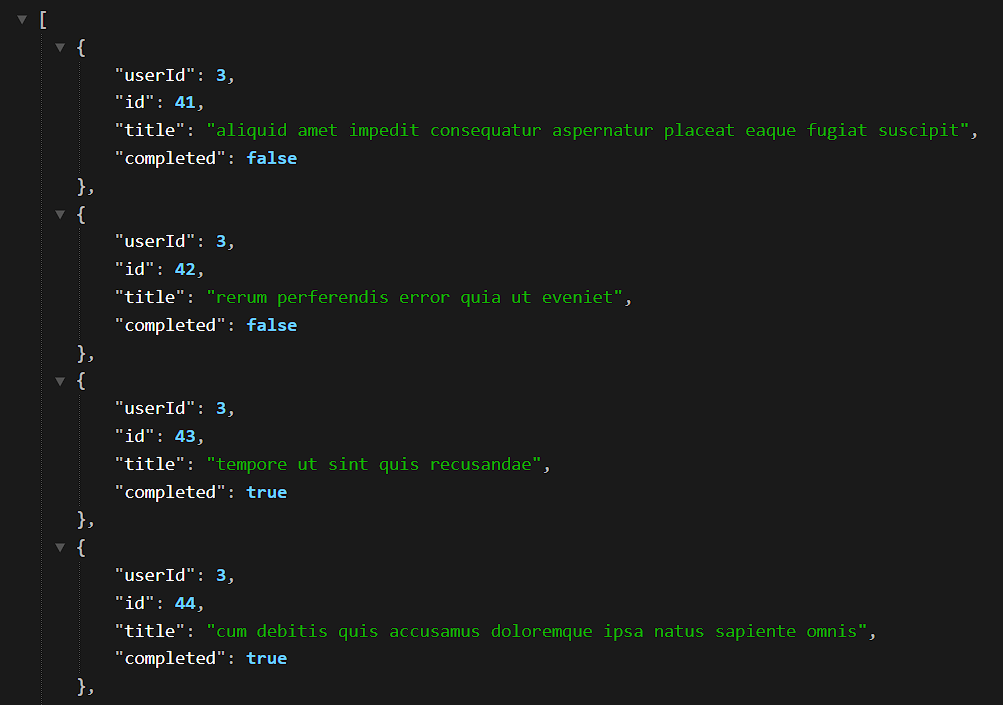 [
{
"userId": 3,
"id": 41,
"title": "aliquid amet impedit consequatur aspernatur placeat eaque fugiat suscipit",
"completed": false
},
{
"userId": 3,
"id": 42,
"title": "rerum perferendis error quia ut eveniet",
"completed": false
},
{
"userId": 3,
"id": 43,
"title": "tempore ut sint quis recusandae",
"completed": true
},
{
"userId": 3,
"id": 44,
"title": "cum debitis quis accusamus doloremque ipsa natus sapiente omnis",
"completed": true
},